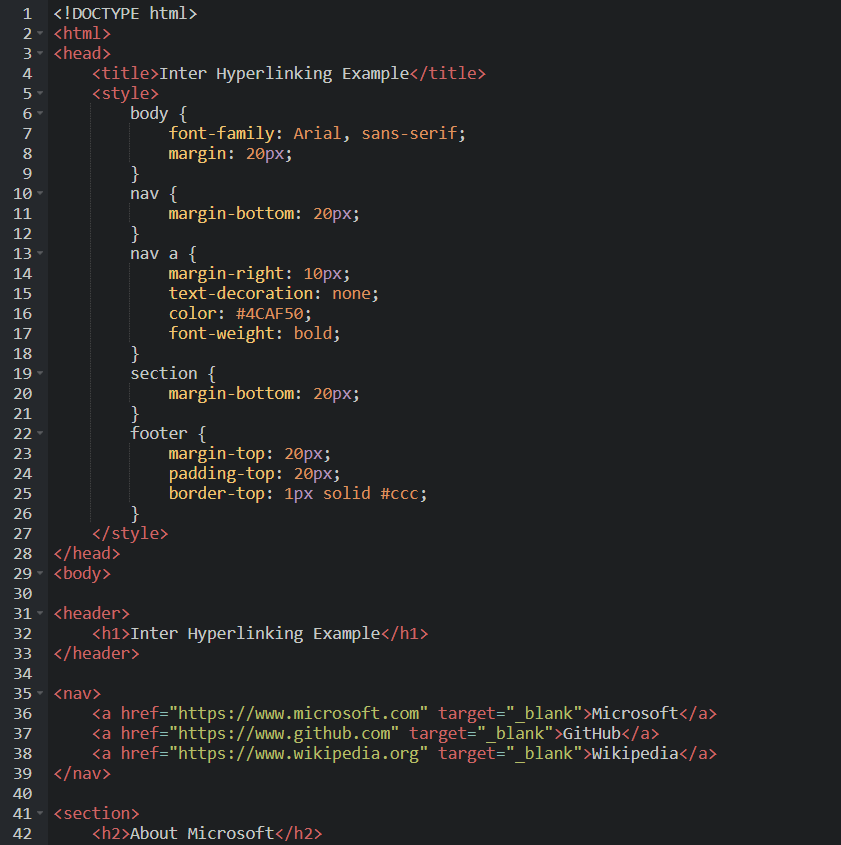 1 <!DOCTYPE html>
2 <html>
3 <head>
4     <title>Inter Hyperlinking Example</title>
5     <style>
6         body {
7             font-family: Arial, sans-serif;
8             margin: 20px;
9         }
10         nav {
11             margin-bottom: 20px;
12         }
13         nav a {
14             margin-right: 10px;
15             text-decoration: none;
16             color: #4CAF50;
17             font-weight: bold;
18         }
19         section {
20             margin-bottom: 20px;
21         }
22         footer {
23             margin-top: 20px;
24             padding-top: 20px;
25             border-top: 1px solid #ccc;
26         }
27     </style>
28 </head>
29 <body>
30
31 <header>
32     <h1>Inter Hyperlinking Example</h1>
33 </header>
34
35 <nav>
36     <a href="https://www.microsoft.com" target="_blank">Microsoft</a>
37     <a href="https://www.github.com" target="_blank">GitHub</a>
38     <a href="https://www.wikipedia.org" target="_blank">Wikipedia</a>
39 </nav>
40
41 <section>
42     <h2>About Microsoft</h2>